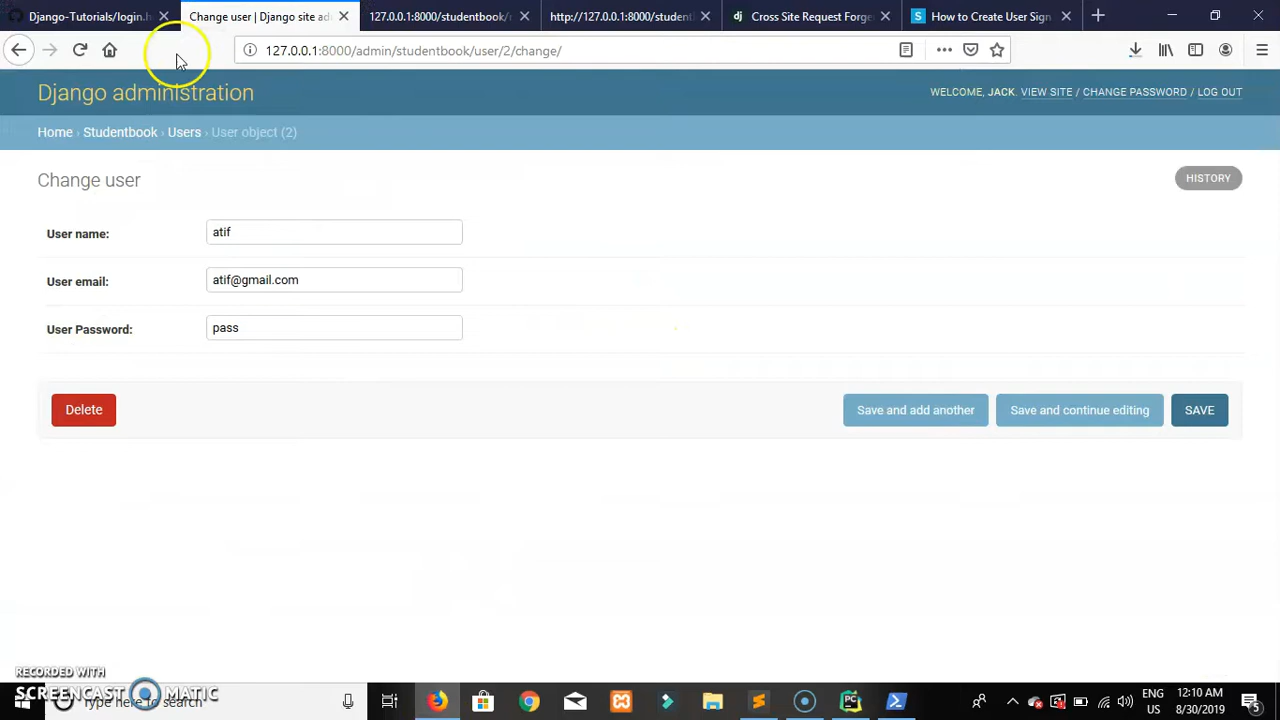 Django-Tutorials/login.h
Change user | Django site ad
127.0.0.1:8000/studentbook/
http://127.0.0.1:8000/student
Cross Site Request Forge
How to Create User Sign
127.0.0.1:8000/admin/studentbook/user/2/change/
Django administration
WELCOME, JACK. VIEW SITE / CHANGE PASSWORD / LOG OUT
Home › Studentbook › Users › User object (2)
Change user
HISTORY
User name: atif
User email: atif@gmail.com
User Password: pass
Delete
Save and add another
Save and continue editing
SAVE
RECORDED WITH
SCREENCAST MATIC
Type here to search
ENG
US
12:10 AM
8/30/2019
5